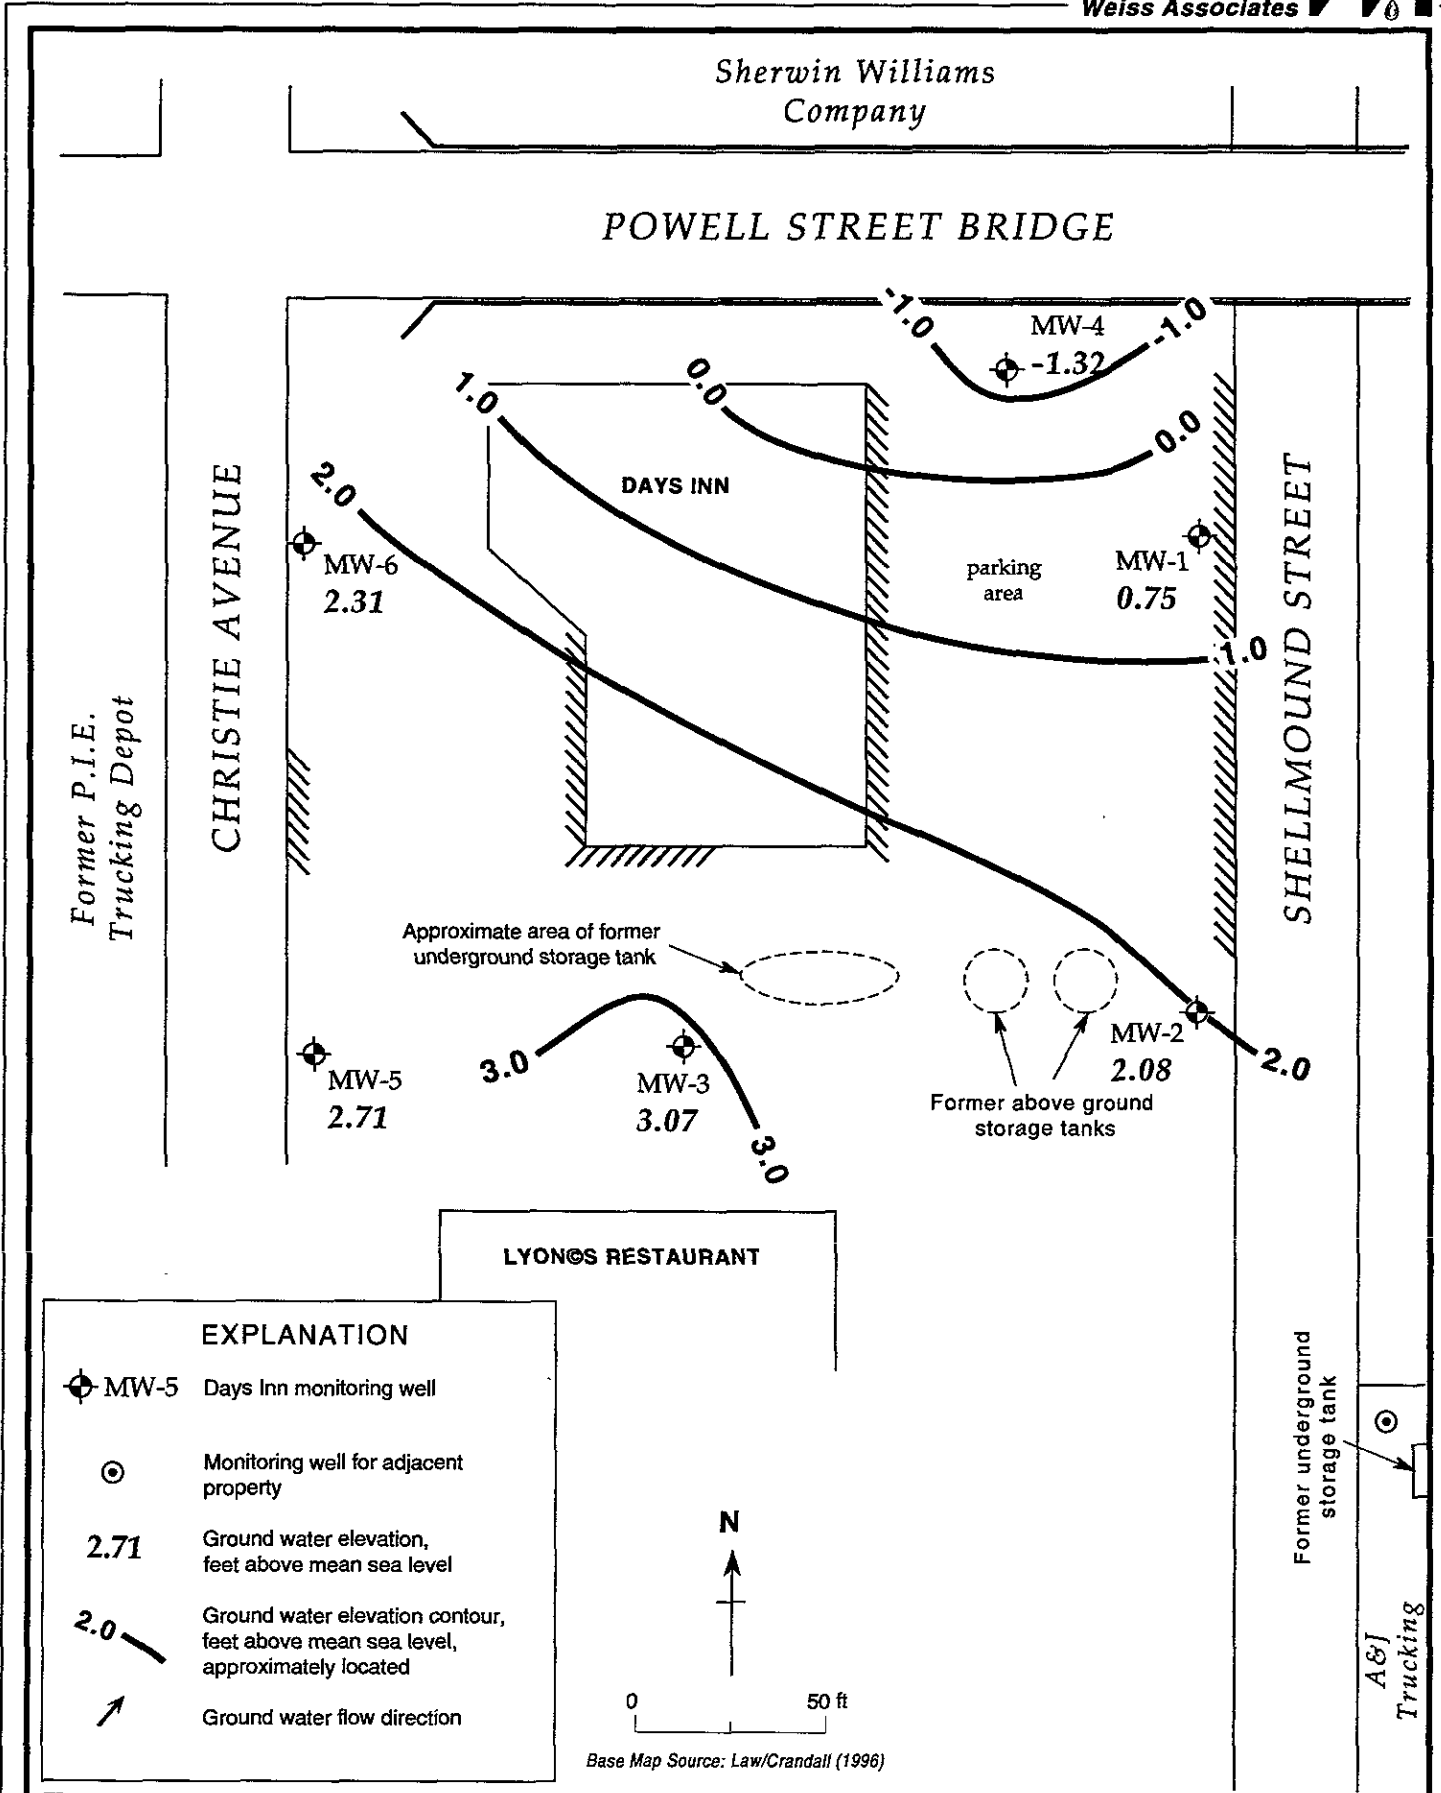 Weiss Associates
Sherwin Williams
Company
POWELL STREET BRIDGE
-1.0
-1.0
MW-4
-1.32
0.0
0.0
1.0
2.0
DAYS INN
MW-6
2.31
parking
area
MW-1
0.75
1.0
CHRISTIE AVENUE
SHELLMOUND STREET
Former P.I.E.
Trucking Depot
Approximate area of former
underground storage tank
MW-5
2.71
3.0
MW-3
3.07
3.0
MW-2
2.08
2.0
Former above ground
storage tanks
LYON©S RESTAURANT
EXPLANATION
MW-5 Days Inn monitoring well
Monitoring well for adjacent
property
2.71 Ground water elevation,
feet above mean sea level
2.0 Ground water elevation contour,
feet above mean sea level,
approximately located
Ground water flow direction
N
0 50 ft
Base Map Source: Law/Crandall (1996)
Former underground
storage tank
A&J
Trucking